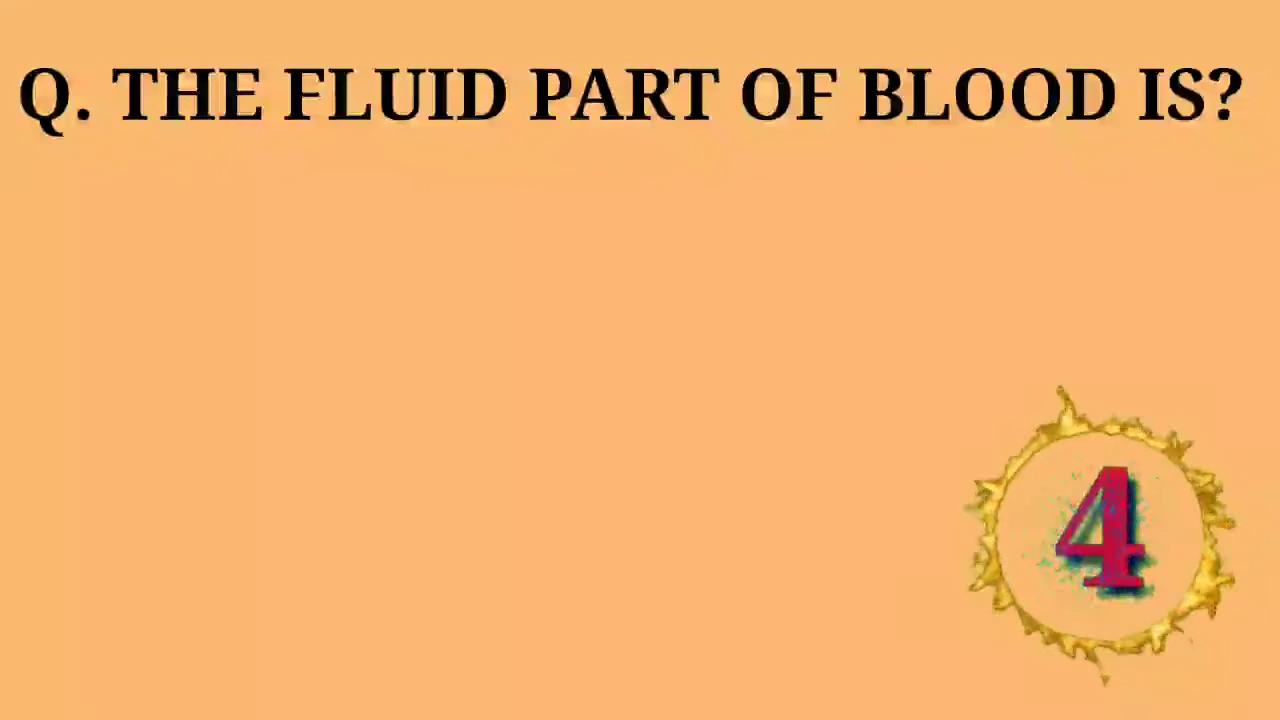 Q. THE FLUID PART OF BLOOD IS?
4